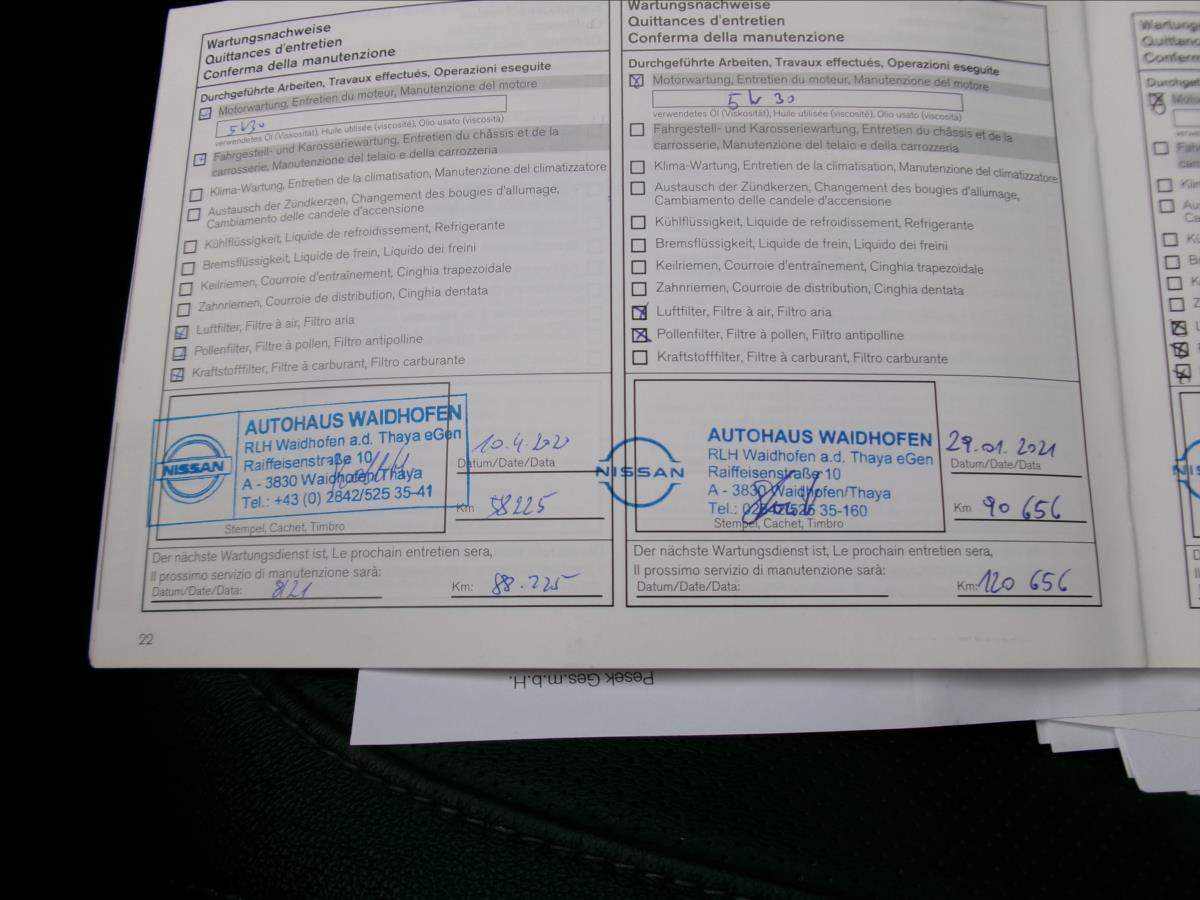 Wartungsnachweise
Quittances d'entretien
Conferma della manutenzione
Durchgeführte Arbeiten, Travaux effectués, Operazioni eseguite
Motorwartung, Entretien du moteur, Manutenzione del motore
5W30
verwendetes Öl (Viskosität), Huile utilisée (viscosité), Olio usato (viscosità)
Fahrgestell- und Karosseriewartung, Entretien du châssis et de la
carrosserie, Manutenzione del telaio e della carrozzeria
Klima-Wartung, Entretien de la climatisation, Manutenzione del climatizzatore
Austausch der Zündkerzen, Changement des bougies d'allumage,
Cambiamento delle candele d'accensione
Kühlflüssigkeit, Liquide de refroidissement, Refrigerante
Bremsflüssigkeit, Liquide de frein, Liquido dei freini
Keilriemen, Courroie d'entraînement, Cinghia trapezoidale
Zahnriemen, Courroie de distribution, Cinghia dentata
Luftfilter, Filtre à air, Filtro aria
Pollenfilter, Filtre à pollen, Filtro antipolline
Kraftstofffilter, Filtre à carburant, Filtro carburante
NISSAN
AUTOHAUS WAIDHOFEN
RLH Waidhofen a.d. Thaya eGen
Raiffeisenstraße 10
A - 3830 Waidhofen/Thaya
Tel.: +43 (0) 2842/525 35-41
Stempel, Cachet, Timbro
10.4.2020
Datum/Date/Data
Km 58225
Der nächste Wartungsdienst ist, Le prochain entretien sera,
Il prossimo servizio di manutenzione sarà:
Datum/Date/Data: 8/21
Km: 88.225
22
Wartungsnachweise
Quittances d'entretien
Conferma della manutenzione
Durchgeführte Arbeiten, Travaux effectués, Operazioni eseguite
Motorwartung, Entretien du moteur, Manutenzione del motore
5W30
verwendetes Öl (Viskosität), Huile utilisée (viscosité), Olio usato (viscosità)
Fahrgestell- und Karosseriewartung, Entretien du châssis et de la
carrosserie, Manutenzione del telaio e della carrozzeria
Klima-Wartung, Entretien de la climatisation, Manutenzione del climatizzatore
Austausch der Zündkerzen, Changement des bougies d'allumage,
Cambiamento delle candele d'accensione
Kühlflüssigkeit, Liquide de refroidissement, Refrigerante
Bremsflüssigkeit, Liquide de frein, Liquido dei freini
Keilriemen, Courroie d'entraînement, Cinghia trapezoidale
Zahnriemen, Courroie de distribution, Cinghia dentata
Luftfilter, Filtre à air, Filtro aria
Pollenfilter, Filtre à pollen, Filtro antipolline
Kraftstofffilter, Filtre à carburant, Filtro carburante
NISSAN
AUTOHAUS WAIDHOFEN
RLH Waidhofen a.d. Thaya eGen
Raiffeisenstraße 10
A - 3830 Waidhofen/Thaya
Tel.: 02842/525 35-160
Stempel, Cachet, Timbro
29.01.2021
Datum/Date/Data
Km 90 656
Der nächste Wartungsdienst ist, Le prochain entretien sera,
Il prossimo servizio di manutenzione sarà:
Datum/Date/Data:
Km: 120 656
Pesek Ges.m.b.H.